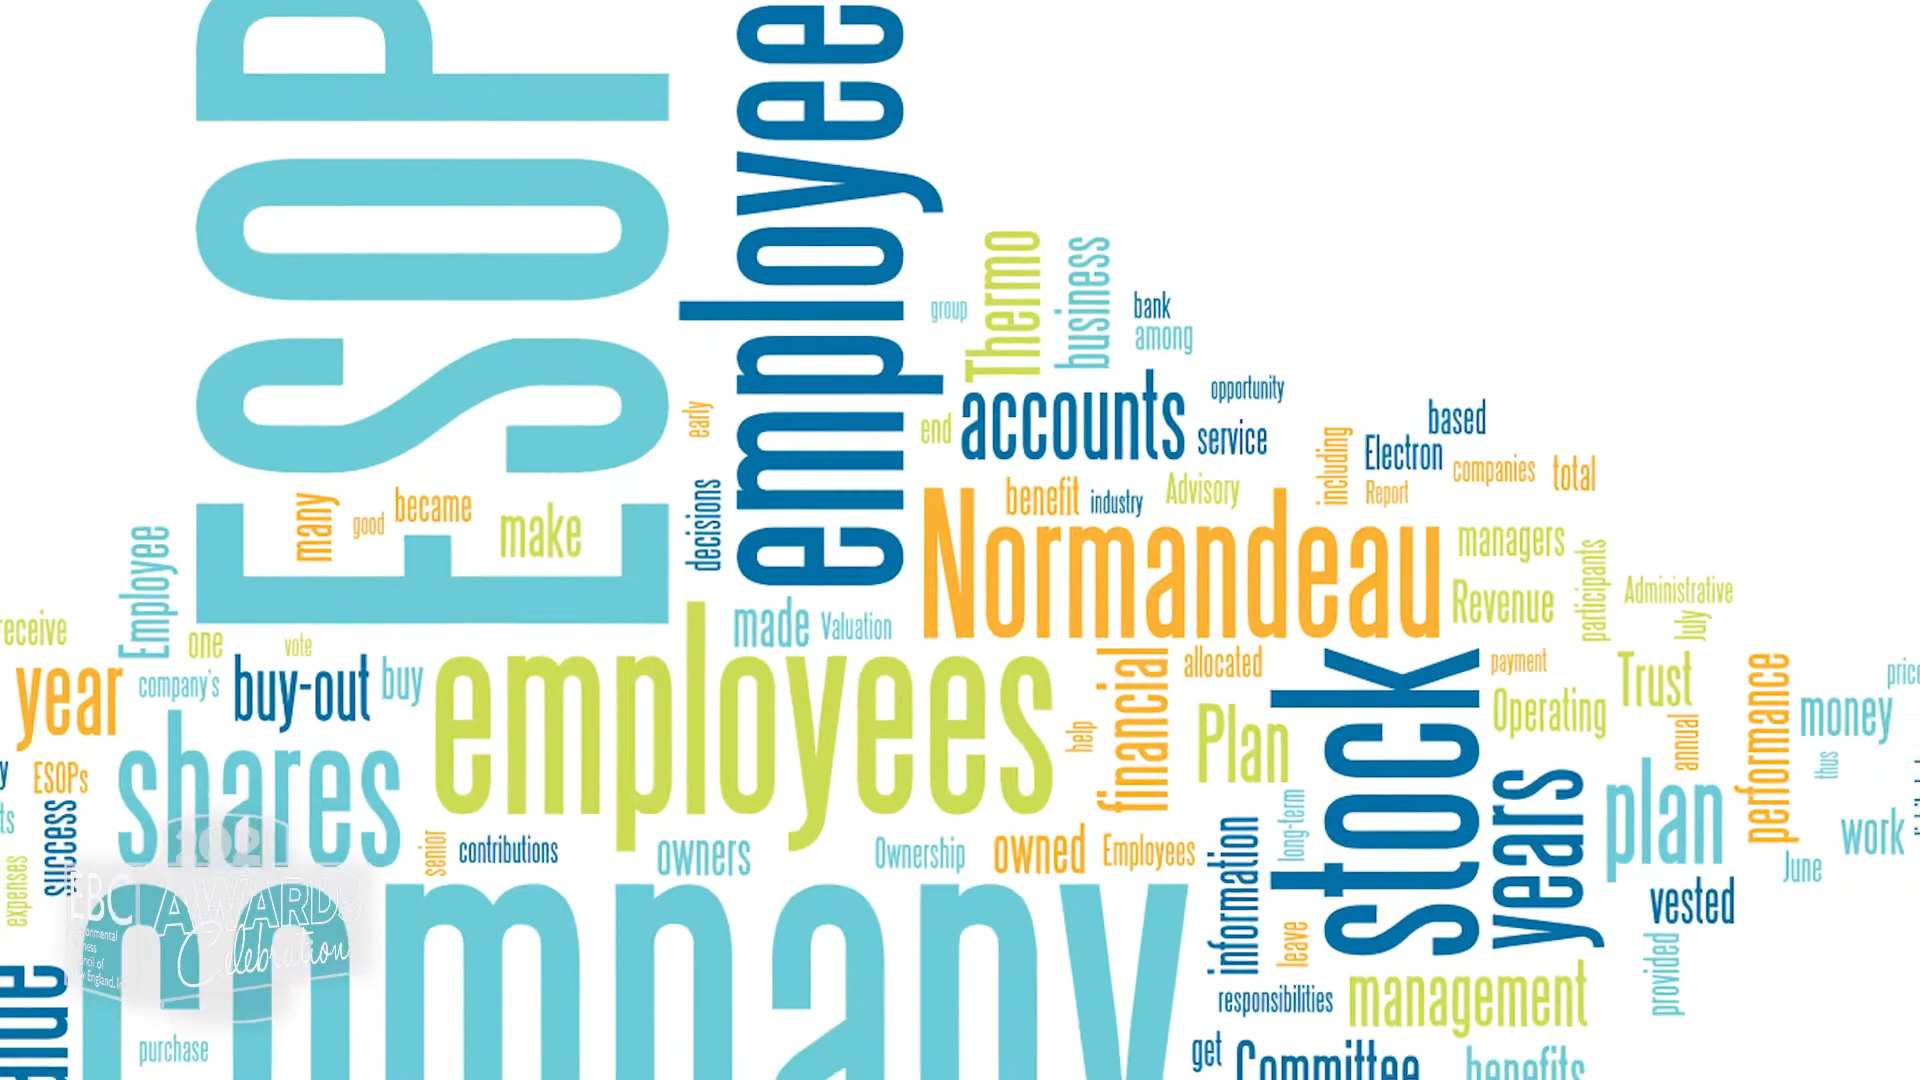 ESOP
employee
group
Thermo
business
bank
among
early
end
accounts
opportunity
service
based
including
Electron
companies
total
Report
many
good
became
make
decisions
benefit
industry
Advisory
Normandeau
managers
Employee
participants
Administrative
July
Revenue
receive
one
vote
made
Valuation
year
company's
buy-out
buy
employees
financial
allocated
stock
payment
Trust
Operating
annual
performance
money
thus
help
Plan
ESOPs
shares
success
senior
contributions
owners
Ownership
owned
Employees
long-term
information
years
plan
work
June
vested
expenses
EBC AWARDS
Celebration
leave
provided
responsibilities
management
purchase
get
Committee
benefits